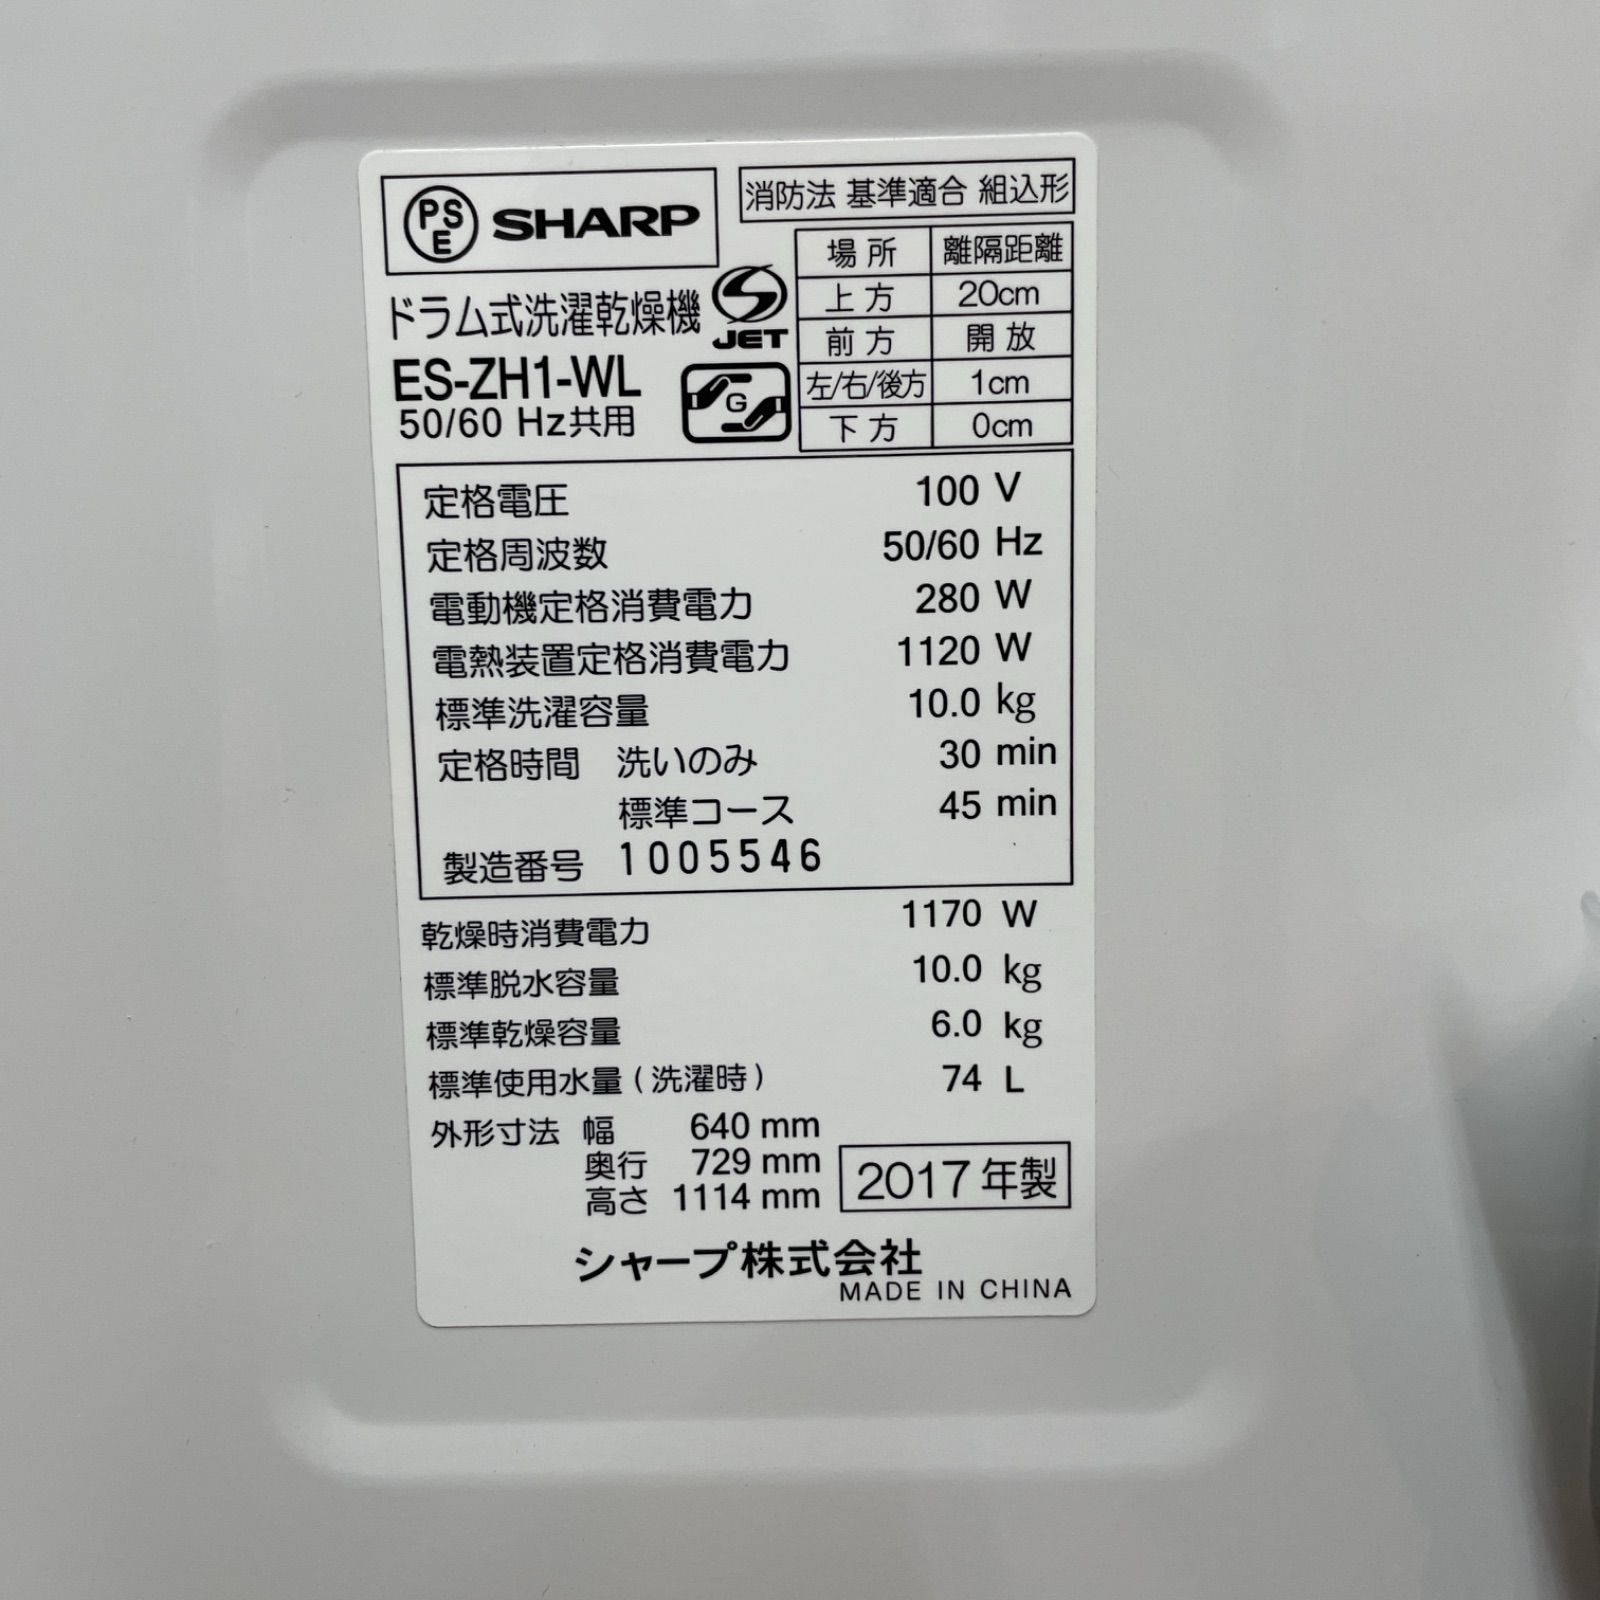 PSE SHARP
消防法 基準適合 組込形
場所 離隔距離
上方 20cm
前方 開放
左/右/後方 1cm
下方 0cm
ドラム式洗濯乾燥機
JET
ES-ZH1-WL
G
50/60 Hz共用
定格電圧 100 V
定格周波数 50/60 Hz
電動機定格消費電力 280 W
電熱装置定格消費電力 1120 W
標準洗濯容量 10.0 kg
定格時間 洗いのみ 30 min
標準コース 45 min
製造番号 1005546
乾燥時消費電力 1170 W
標準脱水容量 10.0 kg
標準乾燥容量 6.0 kg
標準使用水量(洗濯時) 74 L
外形寸法 幅 640 mm
奥行 729 mm
高さ 1114 mm
2017年製
シャープ株式会社
MADE IN CHINA